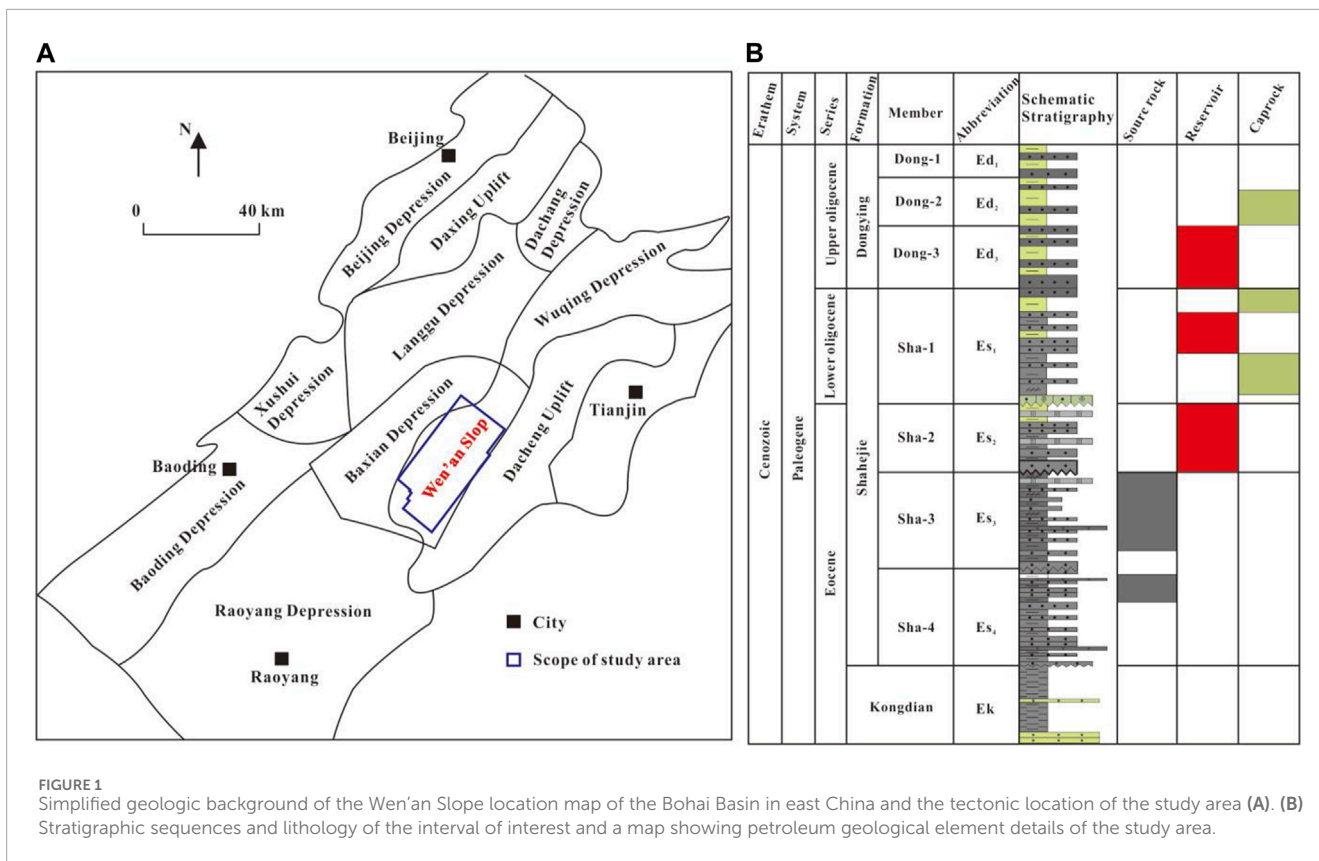 A
N
0
40 km
Beijing
Beijing Depression
Daxing Uplift
Dachang
Depression
Langgu Depression
Wuqing Depression
Xushui
Depression
Baxian Depression
Wen'an Slop
Dacheng Uplift
Tianjin
Baoding
Baoding Depression
Raoyang Depression
Raoyang
City
Scope of study area
B
Erathem
System
Series
Formation
Member
Abbreviation
Schematic
Stratigraphy
Sourc rock
Reservoir
Caprock
Cenozoic
Paleogene
Upper oligocene
Lower oligocene
Eocene
Dongying
Shahejie
Dong-1
Ed1
Dong-2
Ed2
Dong-3
Ed3
Sha-1
Es1
Sha-2
Es2
Sha-3
Es3
Sha-4
Es4
Kongdian
Ek
FIGURE 1
Simplified geologic background of the Wen'an Slope location map of the Bohai Basin in east China and the tectonic location of the study area (A). (B)
Stratigraphic sequences and lithology of the interval of interest and a map showing petroleum geological element details of the study area.